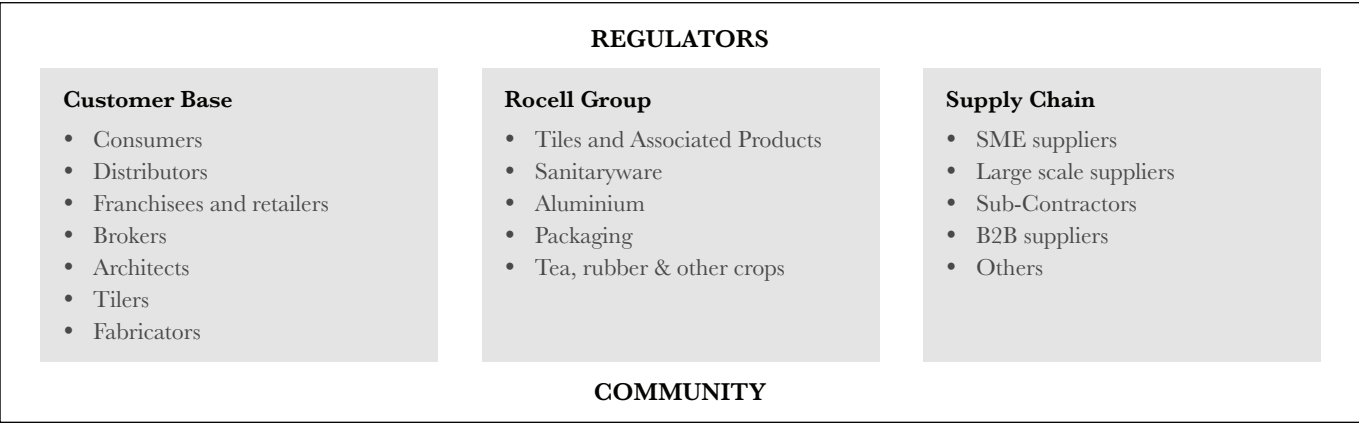 REGULATORS
Customer Base
• Consumers
• Distributors
• Franchisees and retailers
• Brokers
• Architects
• Tilers
• Fabricators
Rocell Group
• Tiles and Associated Products
• Sanitaryware
• Aluminium
• Packaging
• Tea, rubber & other crops
Supply Chain
• SME suppliers
• Large scale suppliers
• Sub-Contractors
• B2B suppliers
• Others
COMMUNITY